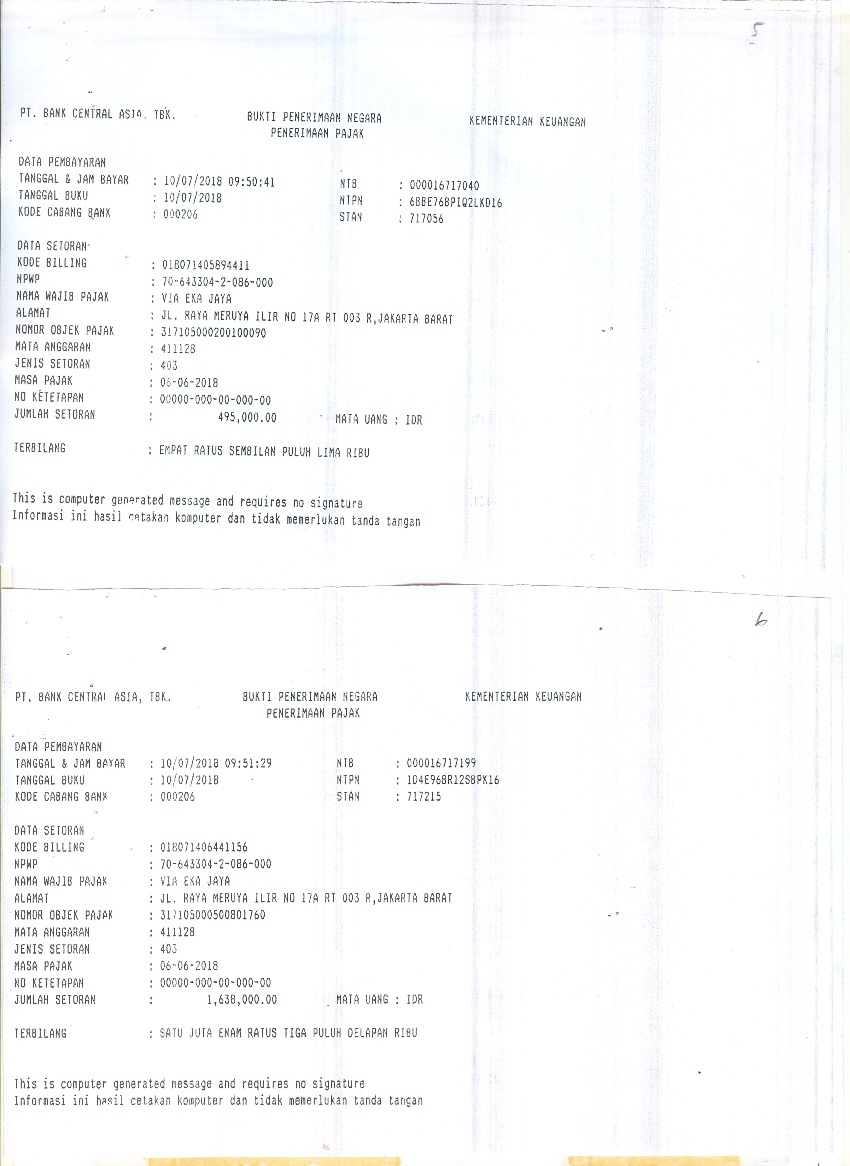 5
PT. BANK CENTRAL ASIA, TBK. BUKTI PENERIMAAN NEGARA KEMENTERIAN KEUANGAN
PENERIMAAN PAJAK
DATA PEMBAYARAN
TANGGAL & JAM BAYAR : 10/07/2018 09:50:41 NTB : 000016717040
TANGGAL BUKU : 10/07/2018 NTPN : 6BBE76BPIQ2LKD16
KODE CABANG BANK : 000206 STAN : 717056
DATA SETORAN
KODE BILLING : 018071405894411
NPWP : 70-643304-2-086-000
NAMA WAJIB PAJAK : VIA EKA JAYA
ALAMAT : JL. RAYA MERUYA ILIR NO 17A RT 003 R,JAKARTA BARAT
NOMOR OBJEK PAJAK : 317105000200100090
MATA ANGGARAN : 411128
JENIS SETORAN : 403
MASA PAJAK : 06-06-2018
NO KETETAPAN : 00000-000-00-000-00
JUMLAH SETORAN : 495,000.00 MATA UANG : IDR
TERBILANG : EMPAT RATUS SEMBILAN PULUH LIMA RIBU
This is computer generated message and requires no signature
Informasi ini hasil cetakan komputer dan tidak memerlukan tanda tangan
6
PT. BANK CENTRAL ASIA, TBK. BUKTI PENERIMAAN NEGARA KEMENTERIAN KEUANGAN
PENERIMAAN PAJAK
DATA PEMBAYARAN
TANGGAL & JAM BAYAR : 10/07/2018 09:51:29 NTB : 000016717199
TANGGAL BUKU : 10/07/2018 NTPN : 1D4E968R12S8PK16
KODE CABANG BANK : 000206 STAN : 717215
DATA SETORAN
KODE BILLING : 018071406441156
NPWP : 70-643304-2-086-000
NAMA WAJIB PAJAK : VIA EKA JAYA
ALAMAT : JL. RAYA MERUYA ILIR NO 17A RT 003 R,JAKARTA BARAT
NOMOR OBJEK PAJAK : 317105000500801760
MATA ANGGARAN : 411128
JENIS SETORAN : 403
MASA PAJAK : 06-06-2018
NO KETETAPAN : 00000-000-00-000-00
JUMLAH SETORAN : 1,638,000.00 MATA UANG : IDR
TERBILANG : SATU JUTA ENAM RATUS TIGA PULUH DELAPAN RIBU
This is computer generated message and requires no signature
Informasi ini hasil cetakan komputer dan tidak memerlukan tanda tangan